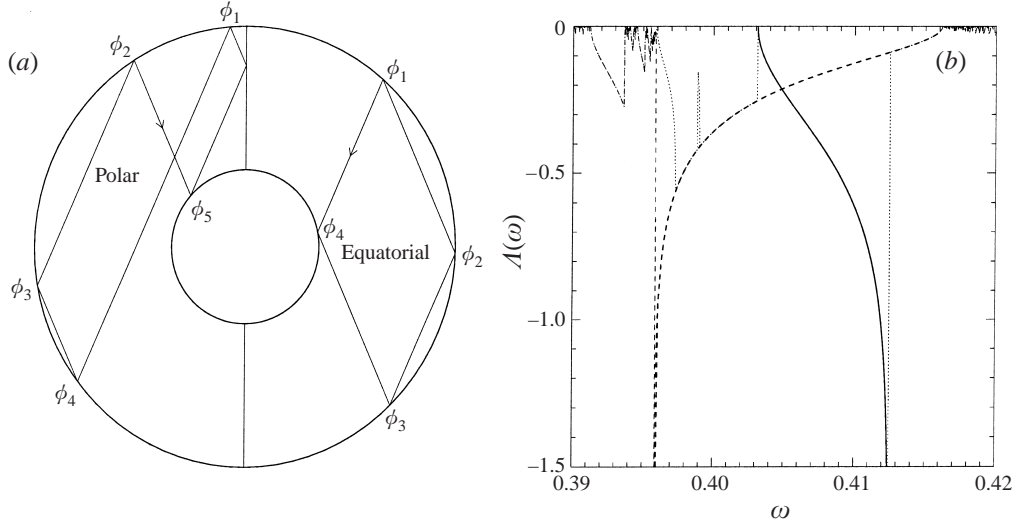 (a)
ϕ1
ϕ2
ϕ1
Polar
ϕ5
ϕ4
Equatorial
ϕ2
ϕ3
ϕ4
ϕ3
(b)
0
−0.5
−1.0
−1.5
Λ(ω)
0.39
0.40
0.41
0.42
ω